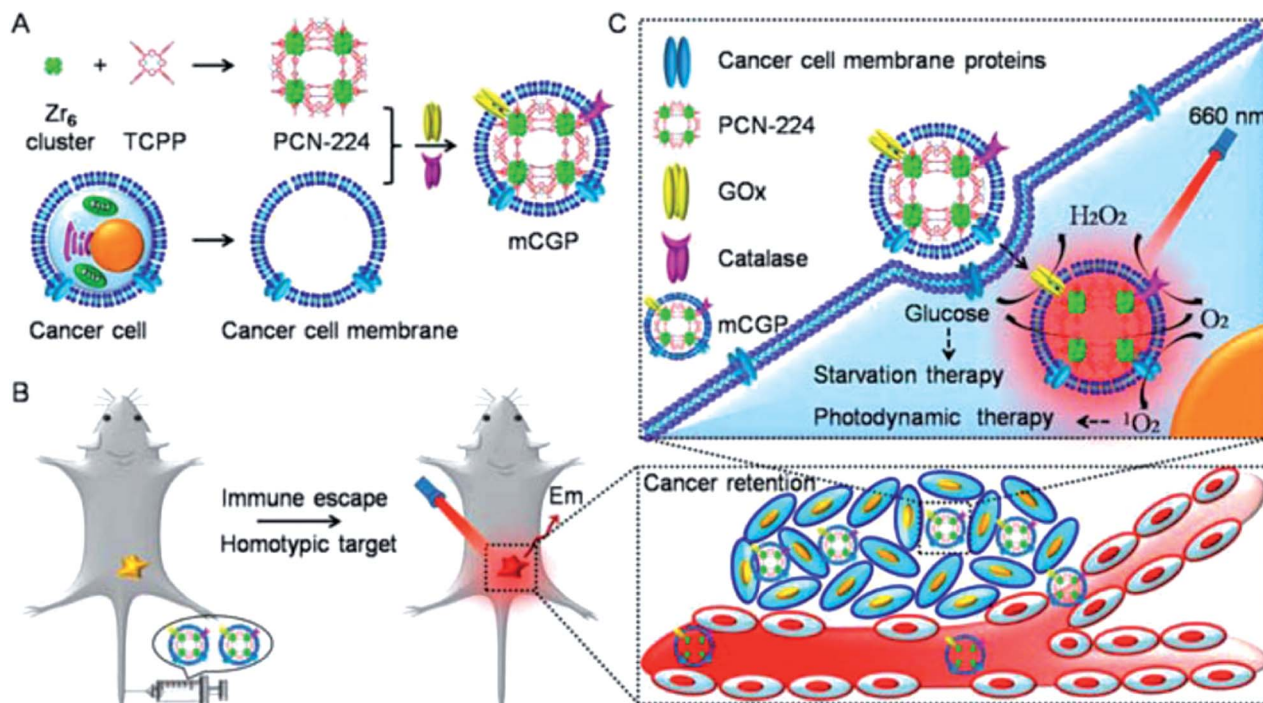 A
Zr6
cluster
+
TCPP
PCN-224
mCGP
Cancer cell
Cancer cell membrane
B
Immune escape
Homotypic target
Em
C
Cancer cell membrane proteins
PCN-224
GOx
Catalase
mCGP
660 nm
H2O2
Glucose
O2
Starvation therapy
Photodynamic therapy
1O2
Cancer retention